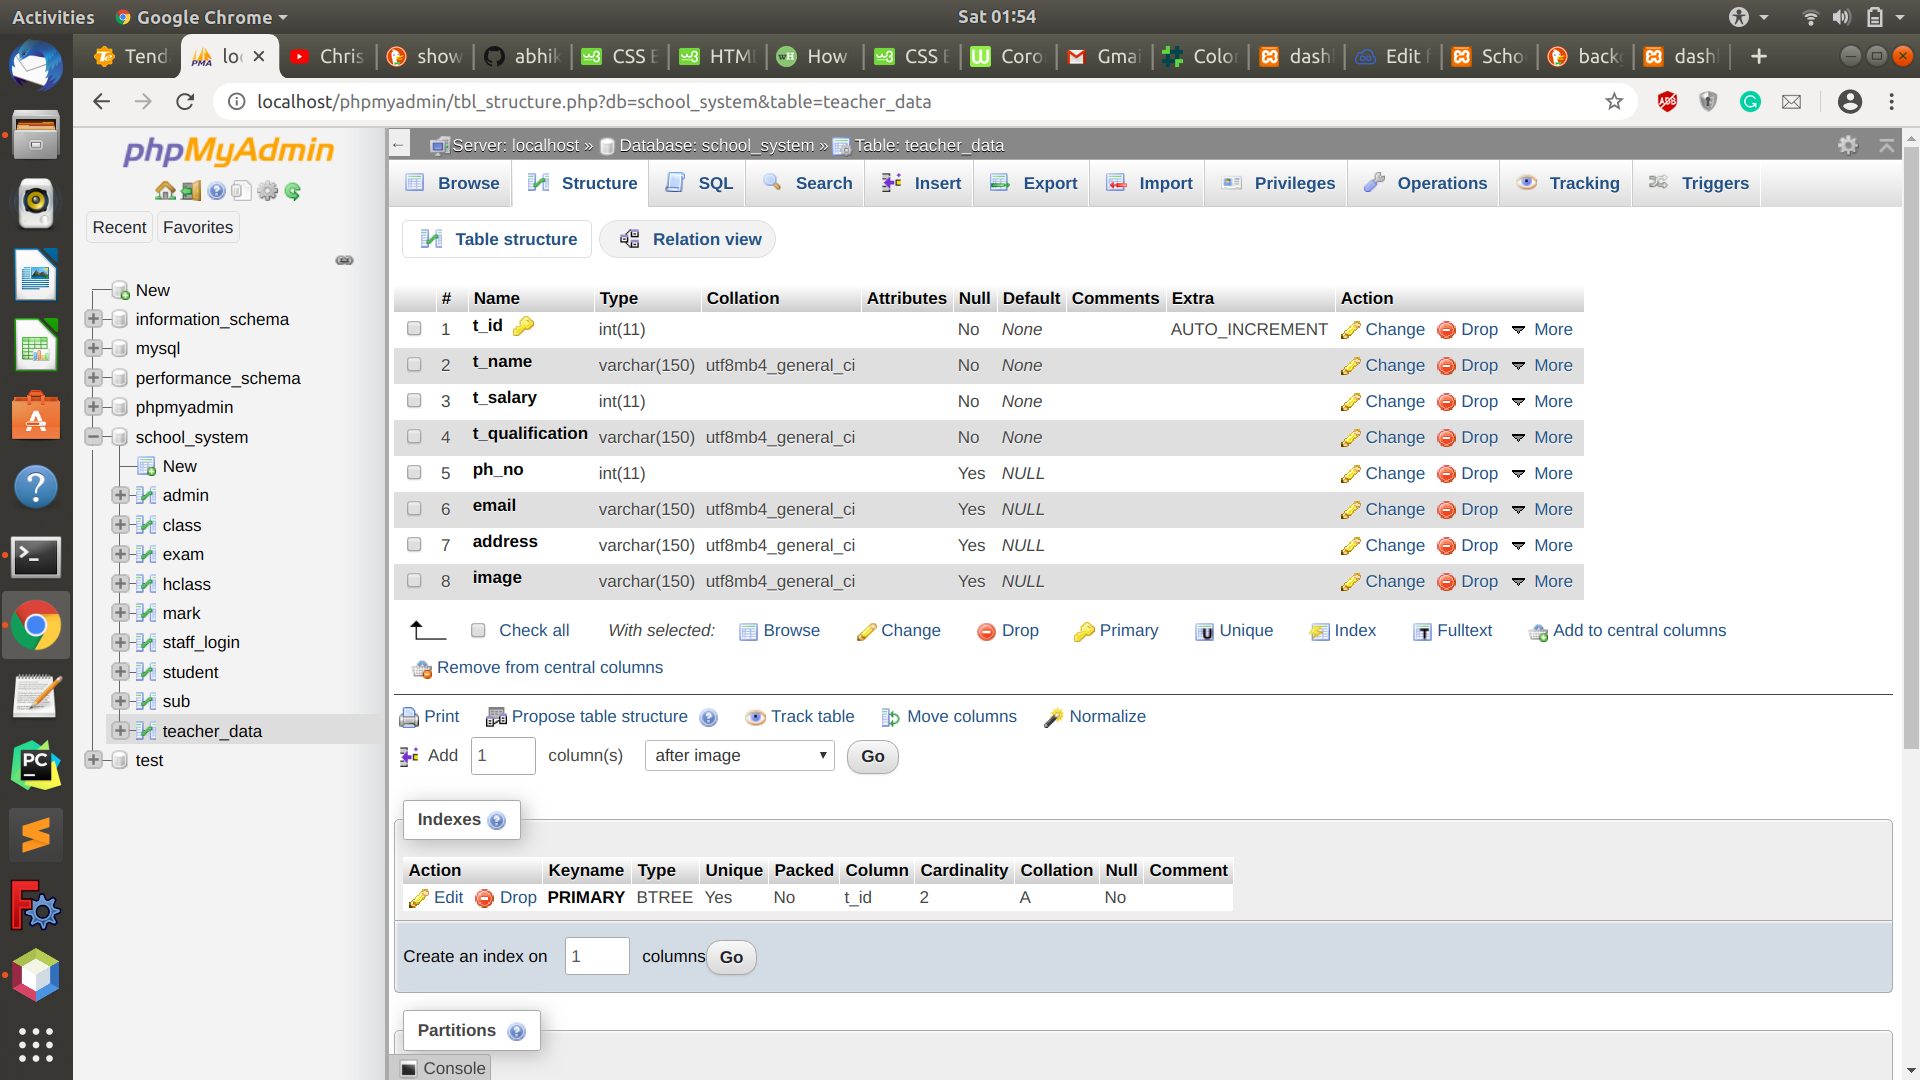 Activities Google Chrome Sat 01:54
Tend lo Chris show abhik CSS E HTML How CSS E Coro Gmai Color dash Edit f Scho back dash
localhost/phpmyadmin/tbl_structure.php?db=school_system&table=teacher_data
phpMyAdmin
Recent Favorites
New
information_schema
mysql
performance_schema
phpmyadmin
school_system
New
admin
class
exam
hclass
mark
staff_login
student
sub
teacher_data
test
Server: localhost » Database: school_system » Table: teacher_data
Browse Structure SQL Search Insert Export Import Privileges Operations Tracking Triggers
Table structure Relation view
# Name Type Collation Attributes Null Default Comments Extra Action
1 t_id int(11) No None AUTO_INCREMENT Change Drop More
2 t_name varchar(150) utf8mb4_general_ci No None Change Drop More
3 t_salary int(11) No None Change Drop More
4 t_qualification varchar(150) utf8mb4_general_ci No None Change Drop More
5 ph_no int(11) Yes NULL Change Drop More
6 email varchar(150) utf8mb4_general_ci Yes NULL Change Drop More
7 address varchar(150) utf8mb4_general_ci Yes NULL Change Drop More
8 image varchar(150) utf8mb4_general_ci Yes NULL Change Drop More
Check all With selected: Browse Change Drop Primary Unique Index Fulltext Add to central columns
Remove from central columns
Print Propose table structure Track table Move columns Normalize
Add 1 column(s) after image Go
Indexes
Action Keyname Type Unique Packed Column Cardinality Collation Null Comment
Edit Drop PRIMARY BTREE Yes No t_id 2 A No
Create an index on 1 columns Go
Partitions
Console